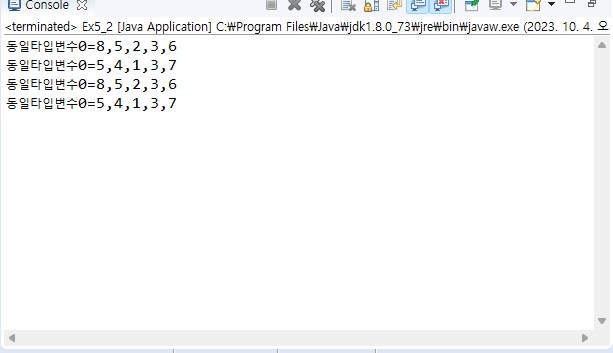 Console
<terminated> Ex5_2 [Java Application] C:₩Program Files₩Java₩jdk1.8.0_73₩jre₩bin₩javaw.exe (2023. 10. 4. 오
동일타입변수0=8,5,2,3,6
동일타입변수0=5,4,1,3,7
동일타입변수0=8,5,2,3,6
동일타입변수0=5,4,1,3,7